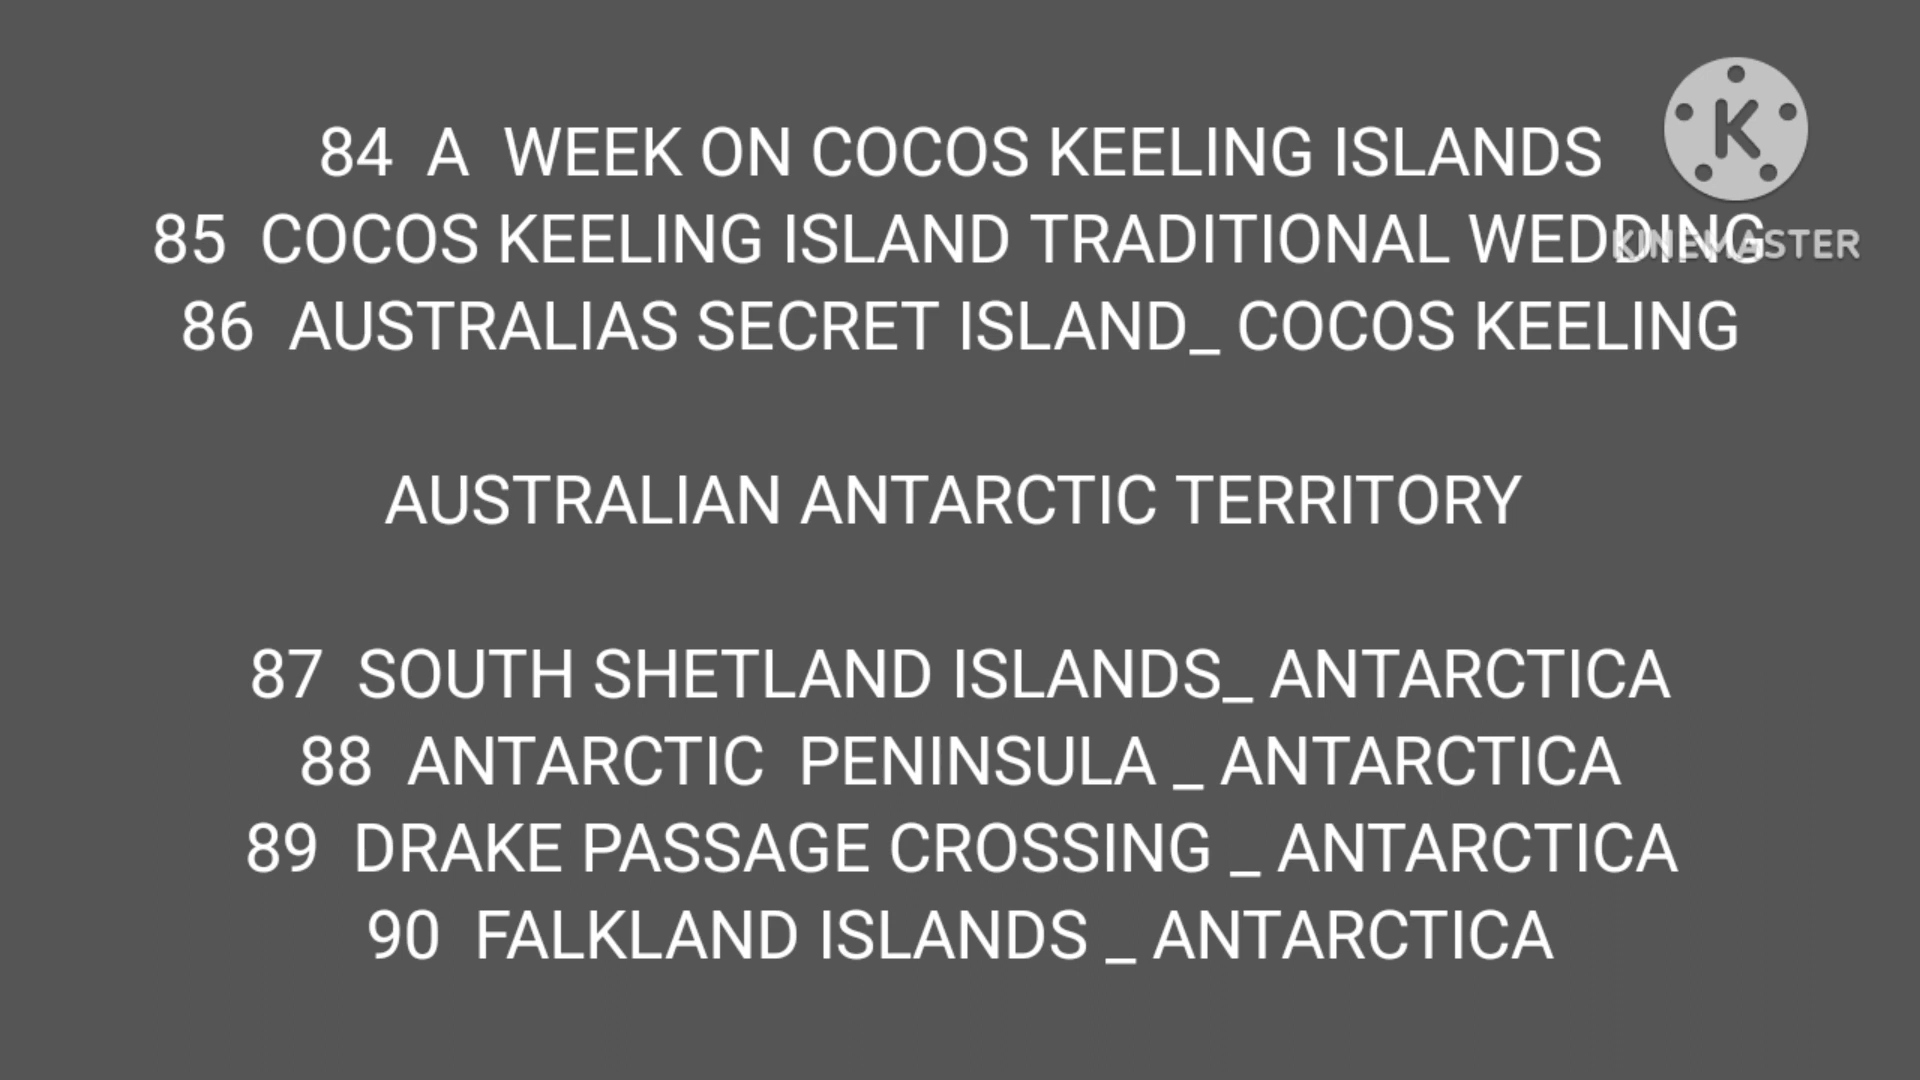 84  A  WEEK ON COCOS KEELING ISLANDS
85  COCOS KEELING ISLAND TRADITIONAL WEDDING
KINEMASTER
86  AUSTRALIAS SECRET ISLAND_ COCOS KEELING
AUSTRALIAN ANTARCTIC TERRITORY
87  SOUTH SHETLAND ISLANDS_ ANTARCTICA
88  ANTARCTIC  PENINSULA _ ANTARCTICA
89  DRAKE PASSAGE CROSSING _ ANTARCTICA
90  FALKLAND ISLANDS _ ANTARCTICA